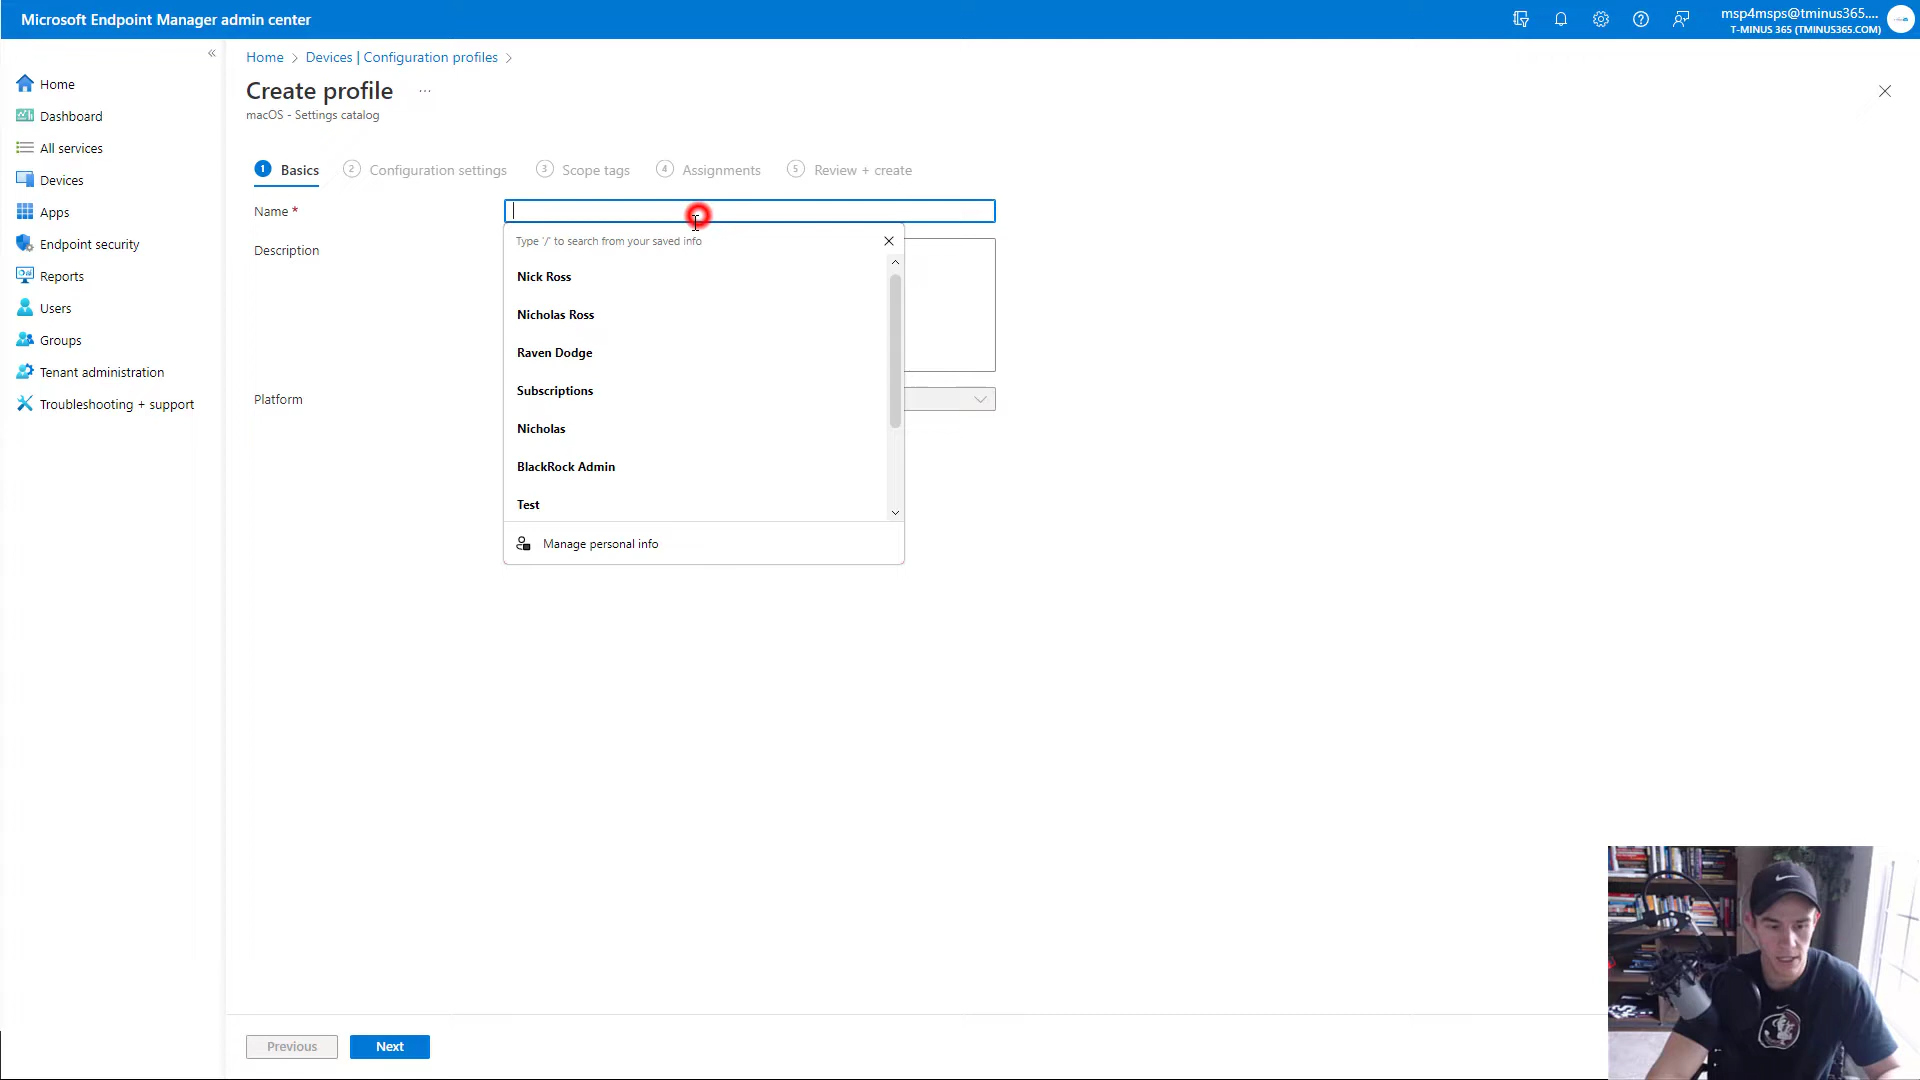 Microsoft Endpoint Manager admin center
msp4msps@tminus365....
T-MINUS 365 (TMINUS365.COM)
«
Home
Dashboard
All services
Devices
Apps
Endpoint security
Reports
Users
Groups
Tenant administration
Troubleshooting + support
Home > Devices | Configuration profiles >
Create profile ...
macOS - Settings catalog
1 Basics 2 Configuration settings 3 Scope tags 4 Assignments 5 Review + create
Name *
Description
Platform
Type '/' to search from your saved info
Nick Ross
Nicholas Ross
Raven Dodge
Subscriptions
Nicholas
BlackRock Admin
Test
Manage personal info
Previous
Next